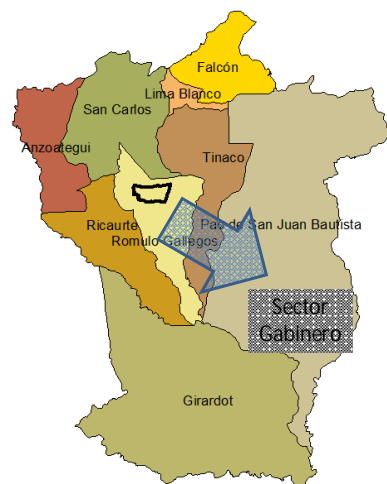 Falcón
Lima Blanco
San Carlos
Anzoategui
Tinaco
Ricaurte
Pao de San Juan Bautista
Romulo Gallegos
Sector
Gabinero
Girardot